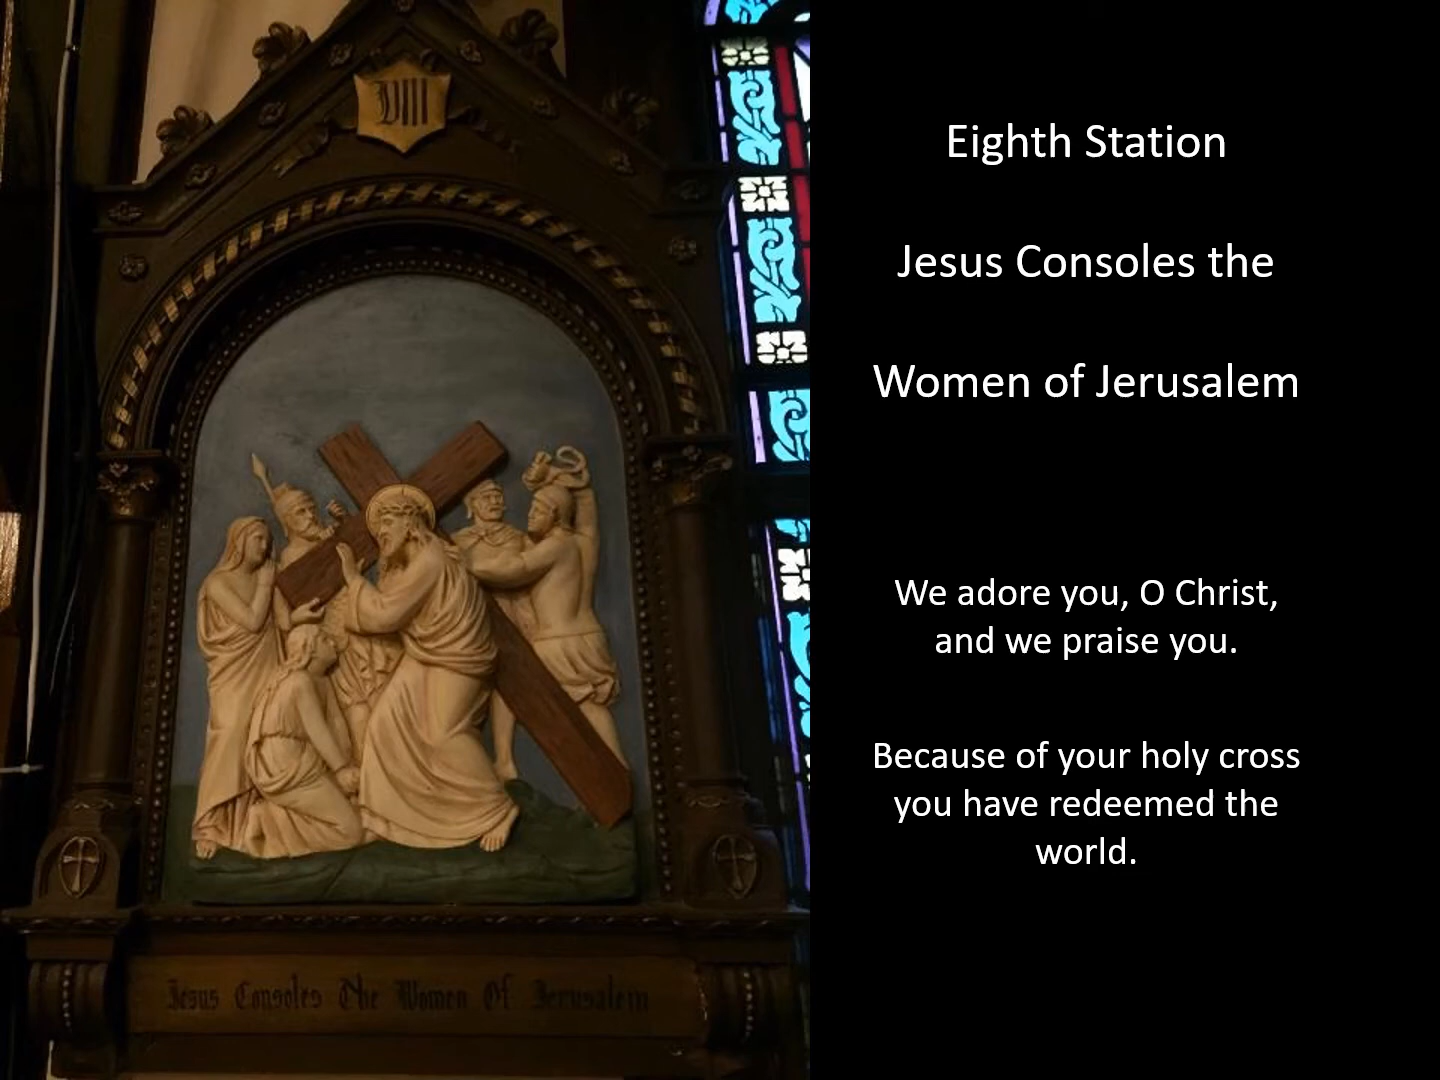 VIII
Jesus Consoles The Women Of Jerusalem
Eighth Station
Jesus Consoles the
Women of Jerusalem
We adore you, O Christ,
and we praise you.
Because of your holy cross
you have redeemed the
world.